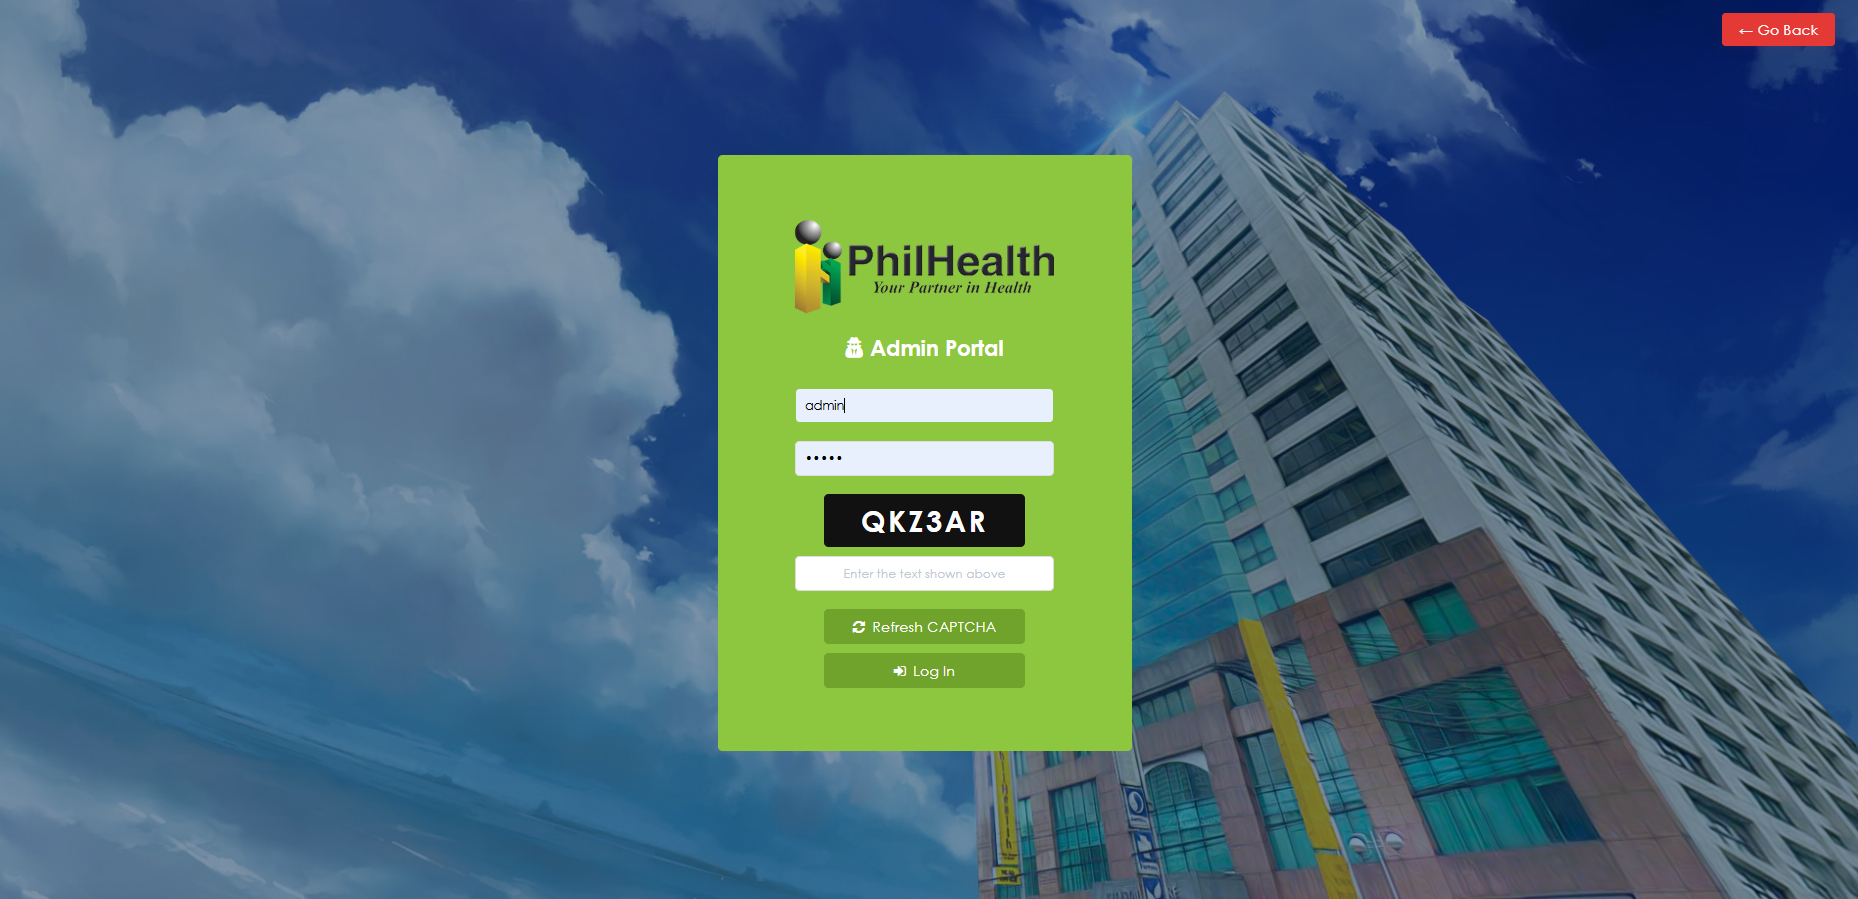 ← Go Back
PhilHealth
Your Partner in Health
Admin Portal
admin
•••••
QKZ3AR
Enter the text shown above
Refresh CAPTCHA
Log In
PhilHealth